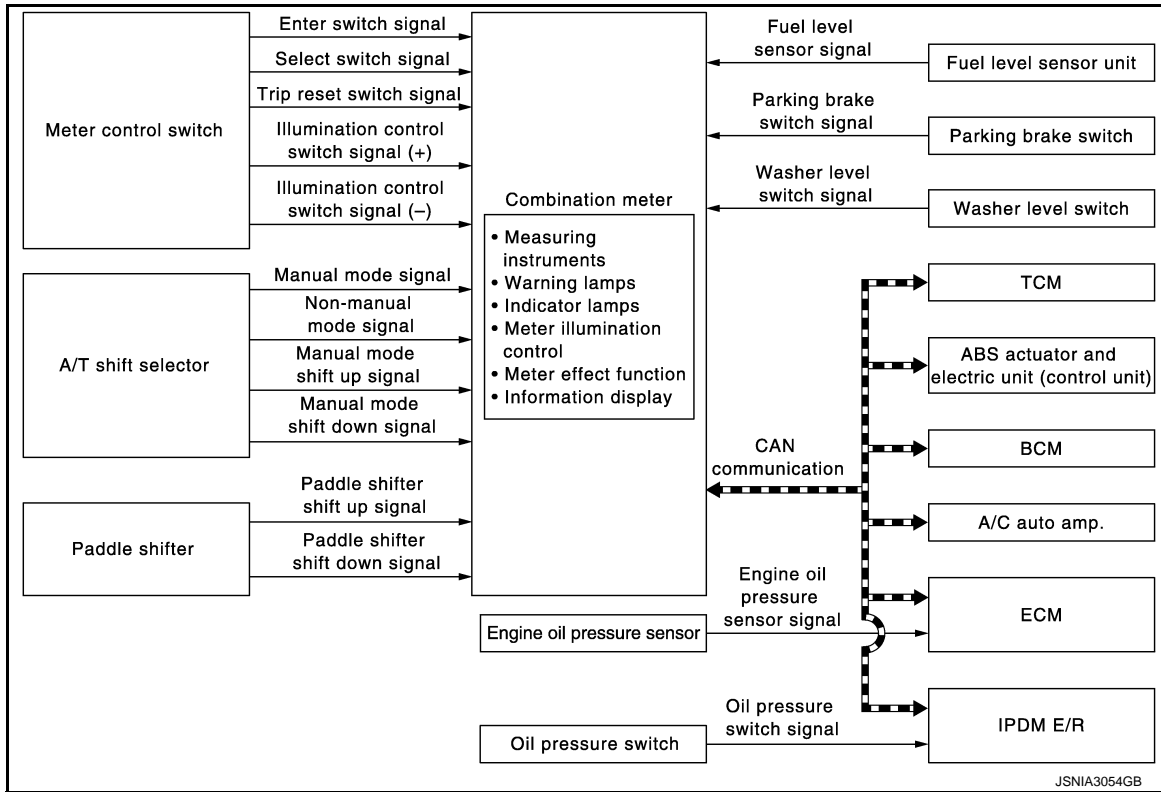 Meter control switch
Enter switch signal
Select switch signal
Trip reset switch signal
Illumination control
switch signal (+)
Illumination control
switch signal (–)
A/T shift selector
Manual mode signal
Non-manual
mode signal
Manual mode
shift up signal
Manual mode
shift down signal
Paddle shifter
Paddle shifter
shift up signal
Paddle shifter
shift down signal
Combination meter
• Measuring
instruments
• Warning lamps
• Indicator lamps
• Meter illumination
control
• Meter effect function
• Information display
Fuel level
sensor signal
Fuel level sensor unit
Parking brake
switch signal
Parking brake switch
Washer level
switch signal
Washer level switch
CAN
communication
TCM
ABS actuator and
electric unit (control unit)
BCM
A/C auto amp.
Engine oil pressure sensor
Engine oil
pressure
sensor signal
ECM
Oil pressure switch
Oil pressure
switch signal
IPDM E/R
JSNIA3054GB